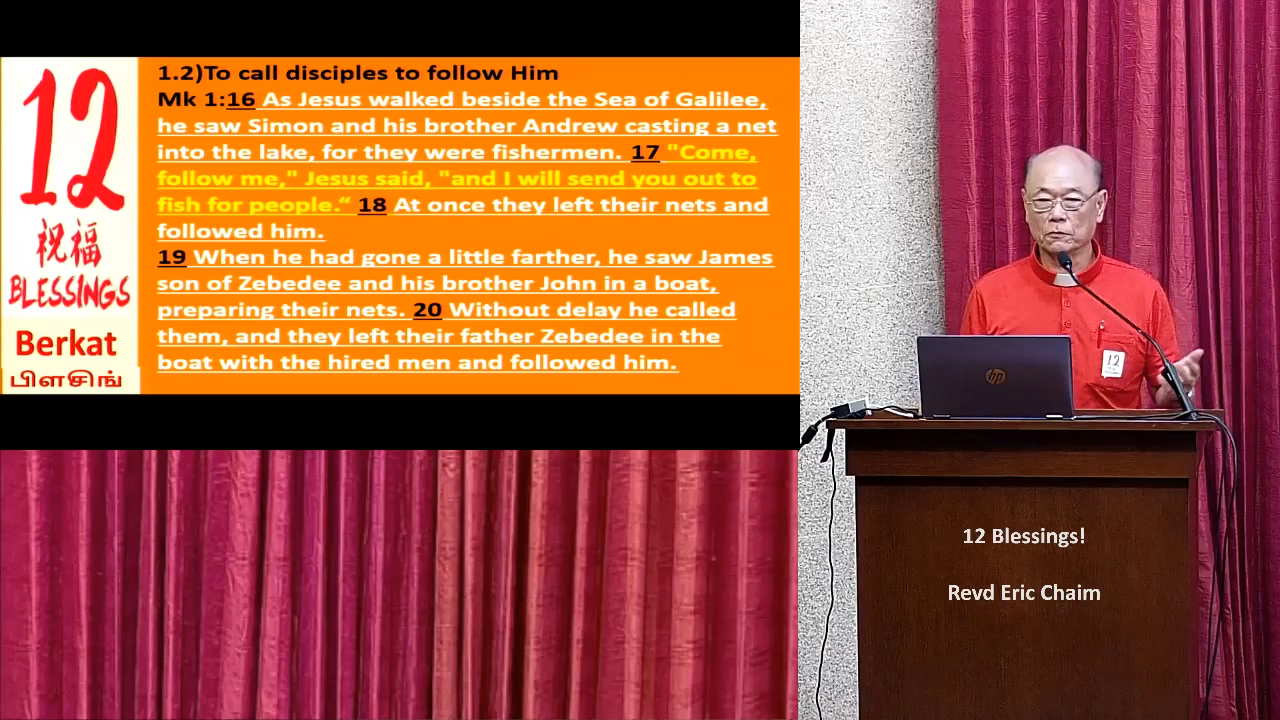 12
祝福
BLESSINGS
Berkat
பிளசிங்
1.2)To call disciples to follow Him
Mk 1:16 As Jesus walked beside the Sea of Galilee,
he saw Simon and his brother Andrew casting a net
into the lake, for they were fishermen. 17 "Come,
follow me," Jesus said, "and I will send you out to
fish for people.“ 18 At once they left their nets and
followed him.
19 When he had gone a little farther, he saw James
son of Zebedee and his brother John in a boat,
preparing their nets. 20 Without delay he called
them, and they left their father Zebedee in the
boat with the hired men and followed him.
hp
12
12 Blessings!
Revd Eric Chaim